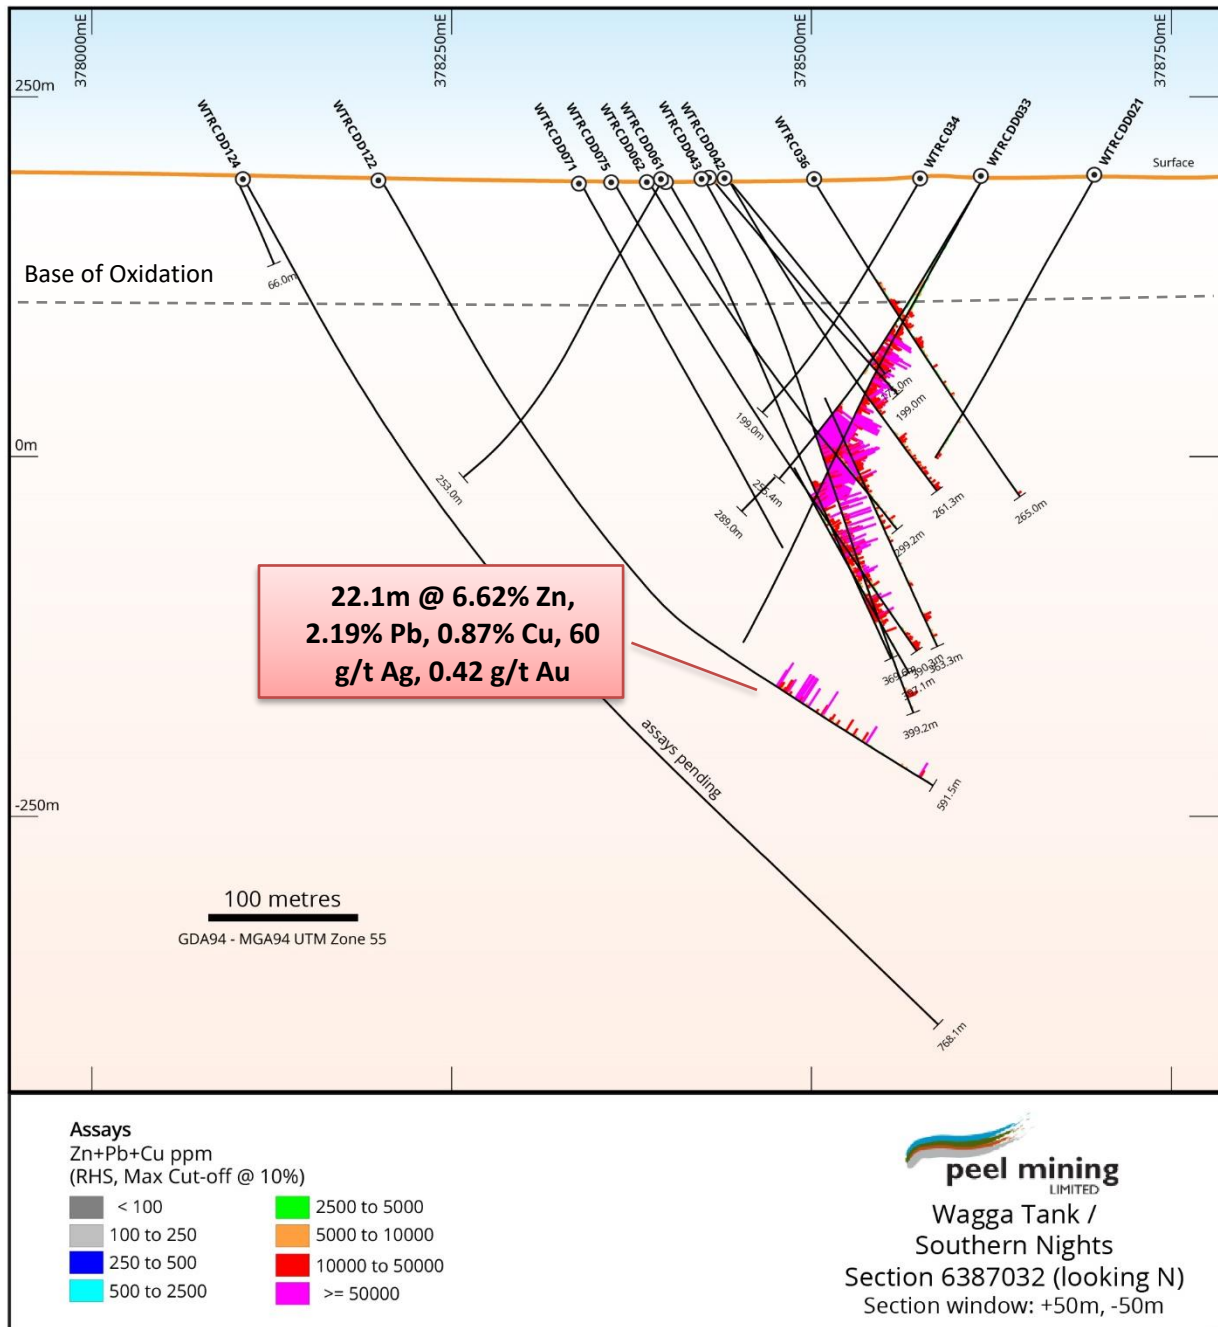 378000mE
378250mE
378500mE
378750mE
250m
WTRCDD124
WTRCDD122
WTRCDD071
WTRCDD075
WTRCDD062
WTRCDD061
WTRCDD043
WTRCDD042
WTRC036
WTRC034
WTRCDD033
WTRCDD021
Surface
Base of Oxidation
66.0m
199.0m
199.0m
0m
253.0m
289.0m
261.3m
265.0m
299.2m
22.1m @ 6.62% Zn,
2.19% Pb, 0.87% Cu, 60
g/t Ag, 0.42 g/t Au
390.3m
363.3m
399.2m
assays pending
591.5m
-250m
100 metres
GDA94 - MGA94 UTM Zone 55
768.1m
Assays
Zn+Pb+Cu ppm
(RHS, Max Cut-off @ 10%)
< 100
100 to 250
250 to 500
500 to 2500
2500 to 5000
5000 to 10000
10000 to 50000
>= 50000
peel mining
LIMITED
Wagga Tank /
Southern Nights
Section 6387032 (looking N)
Section window: +50m, -50m